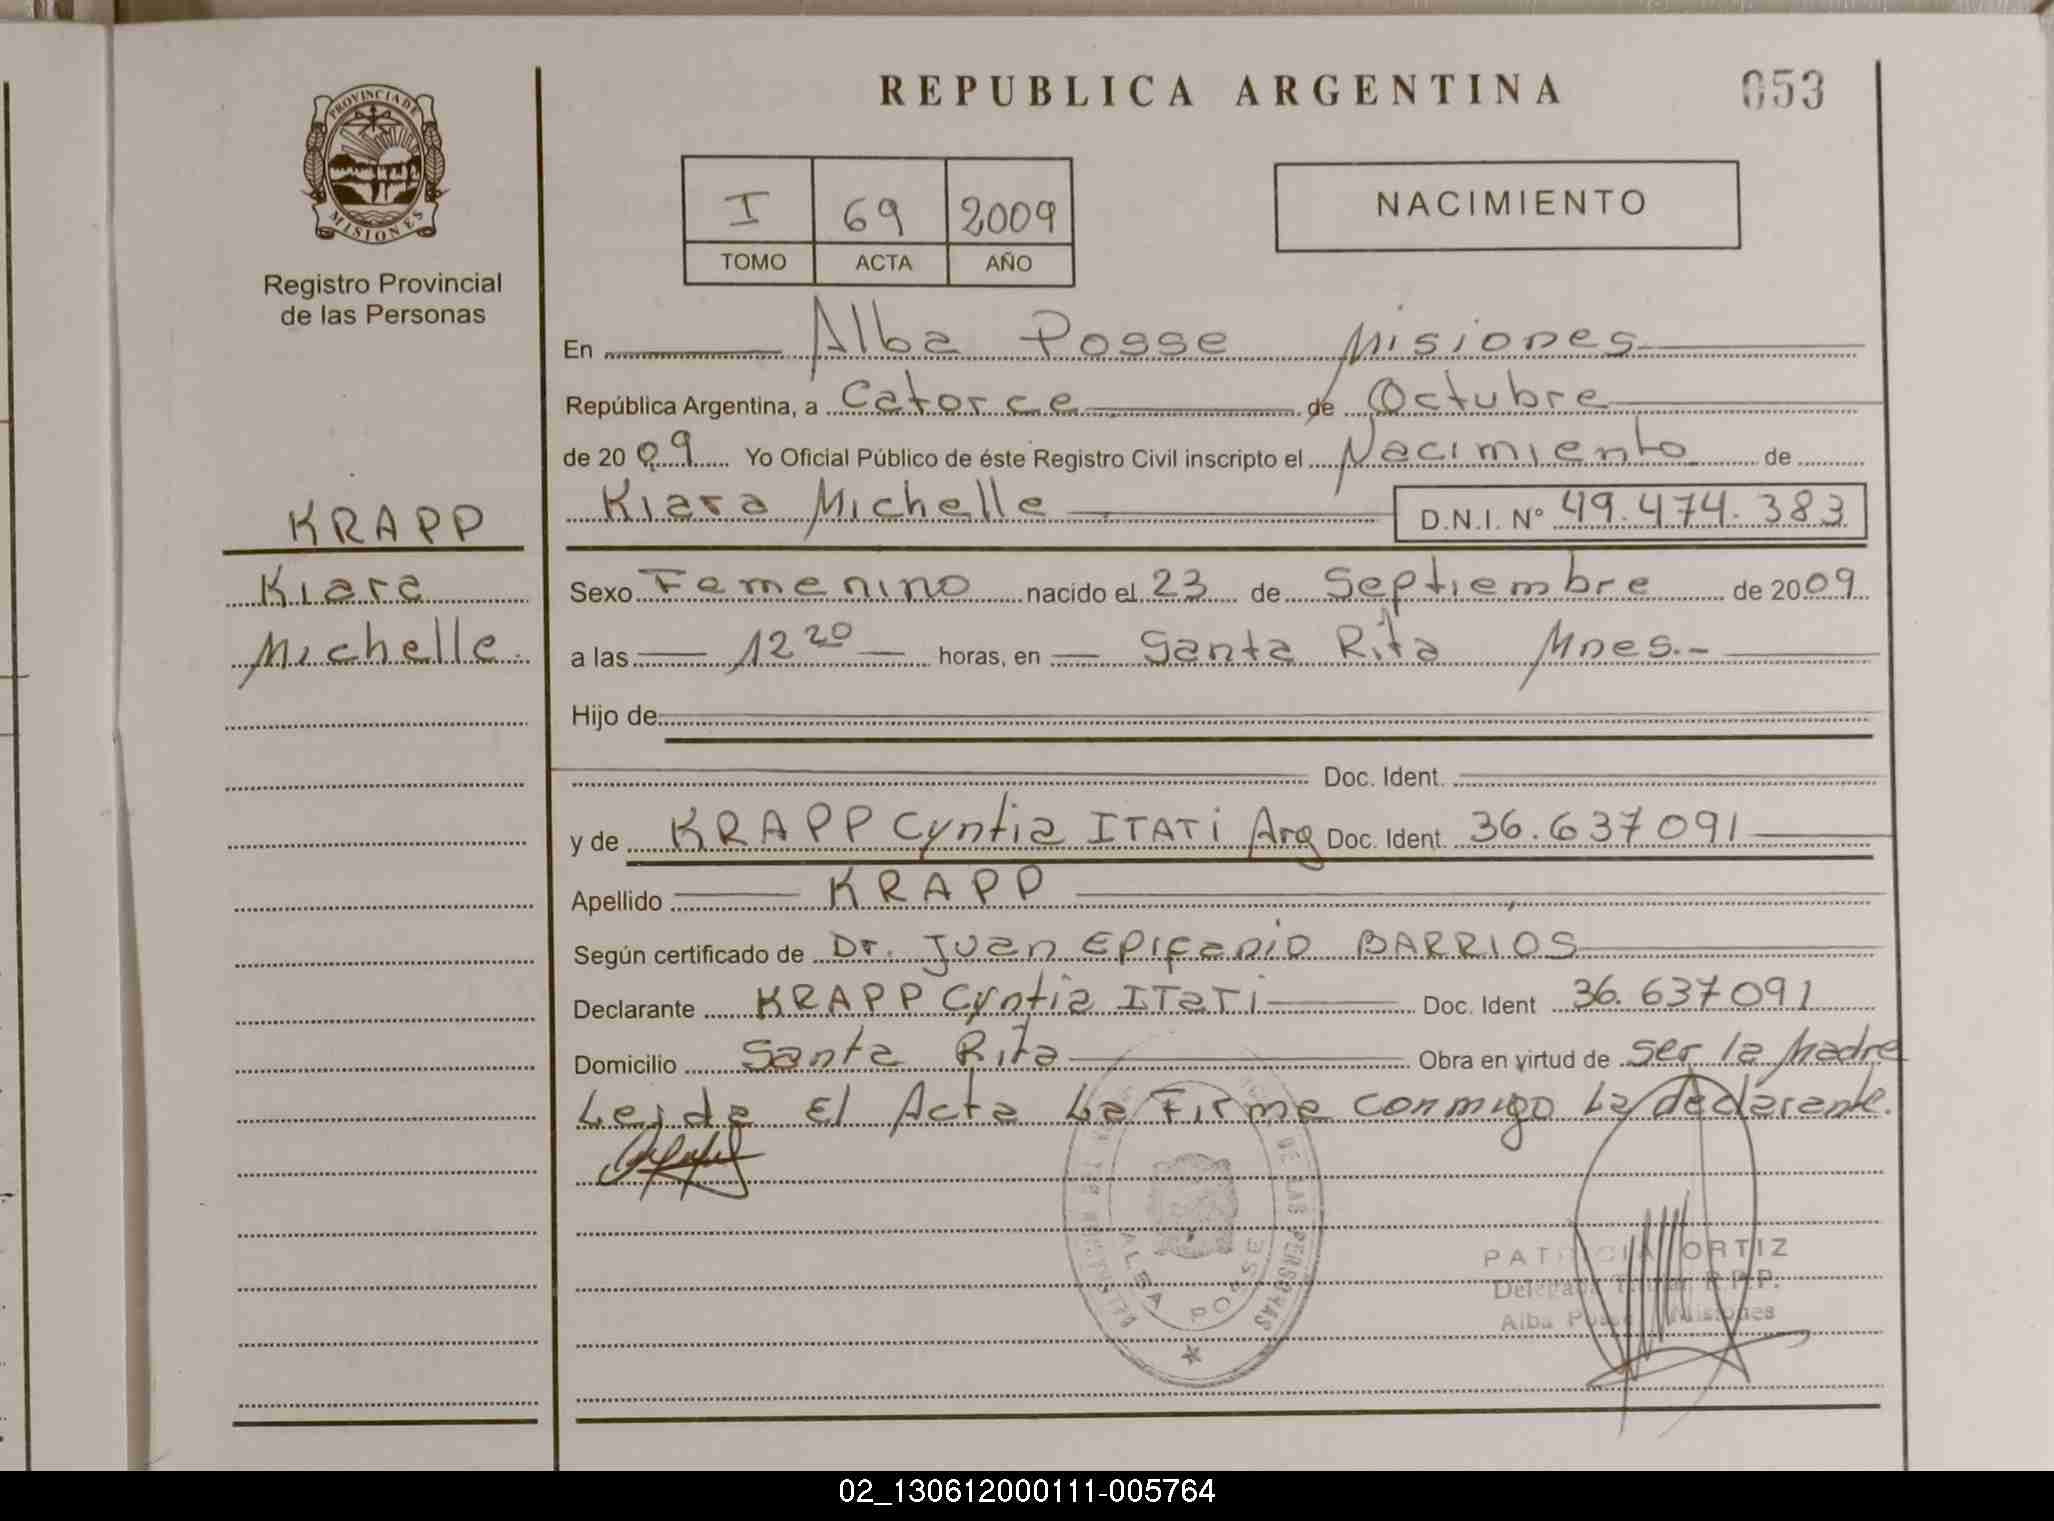 REPUBLICA ARGENTINA
053
PROVINCIA DE
MISIONES
Registro Provincial
de las Personas
I 69 2009
TOMO ACTA AÑO
NACIMIENTO
En Alba Posse Misiones
República Argentina, a Catorce de Octubre
de 2009 Yo Oficial Público de éste Registro Civil inscripto el Nacimiento de
Kiara Michelle D.N.I. N° 49.474.383
KRAPP
Kiara
Michelle.
Sexo Femenino nacido el 23 de Septiembre de 2009
a las 12 20 horas, en Santa Rita Mnes.-
Hijo de
Doc. Ident.
y de KRAPP Cyntia ITATI Arg Doc. Ident. 36.637091
Apellido KRAPP
Según certificado de Dr. Juan Epifanio BARRIOS
Declarante KRAPP Cyntia ITATI Doc. Ident 36.637091
Domicilio Santa Rita Obra en virtud de ser la Madre
Leida El Acta La Firma conmigo La declarante.
DE LAS PERSONAS
ALBA POSSE
PATRICIA ORTIZ
Delegada Titular R.P.P.
Alba Posse Misiones
02_130612000111-005764